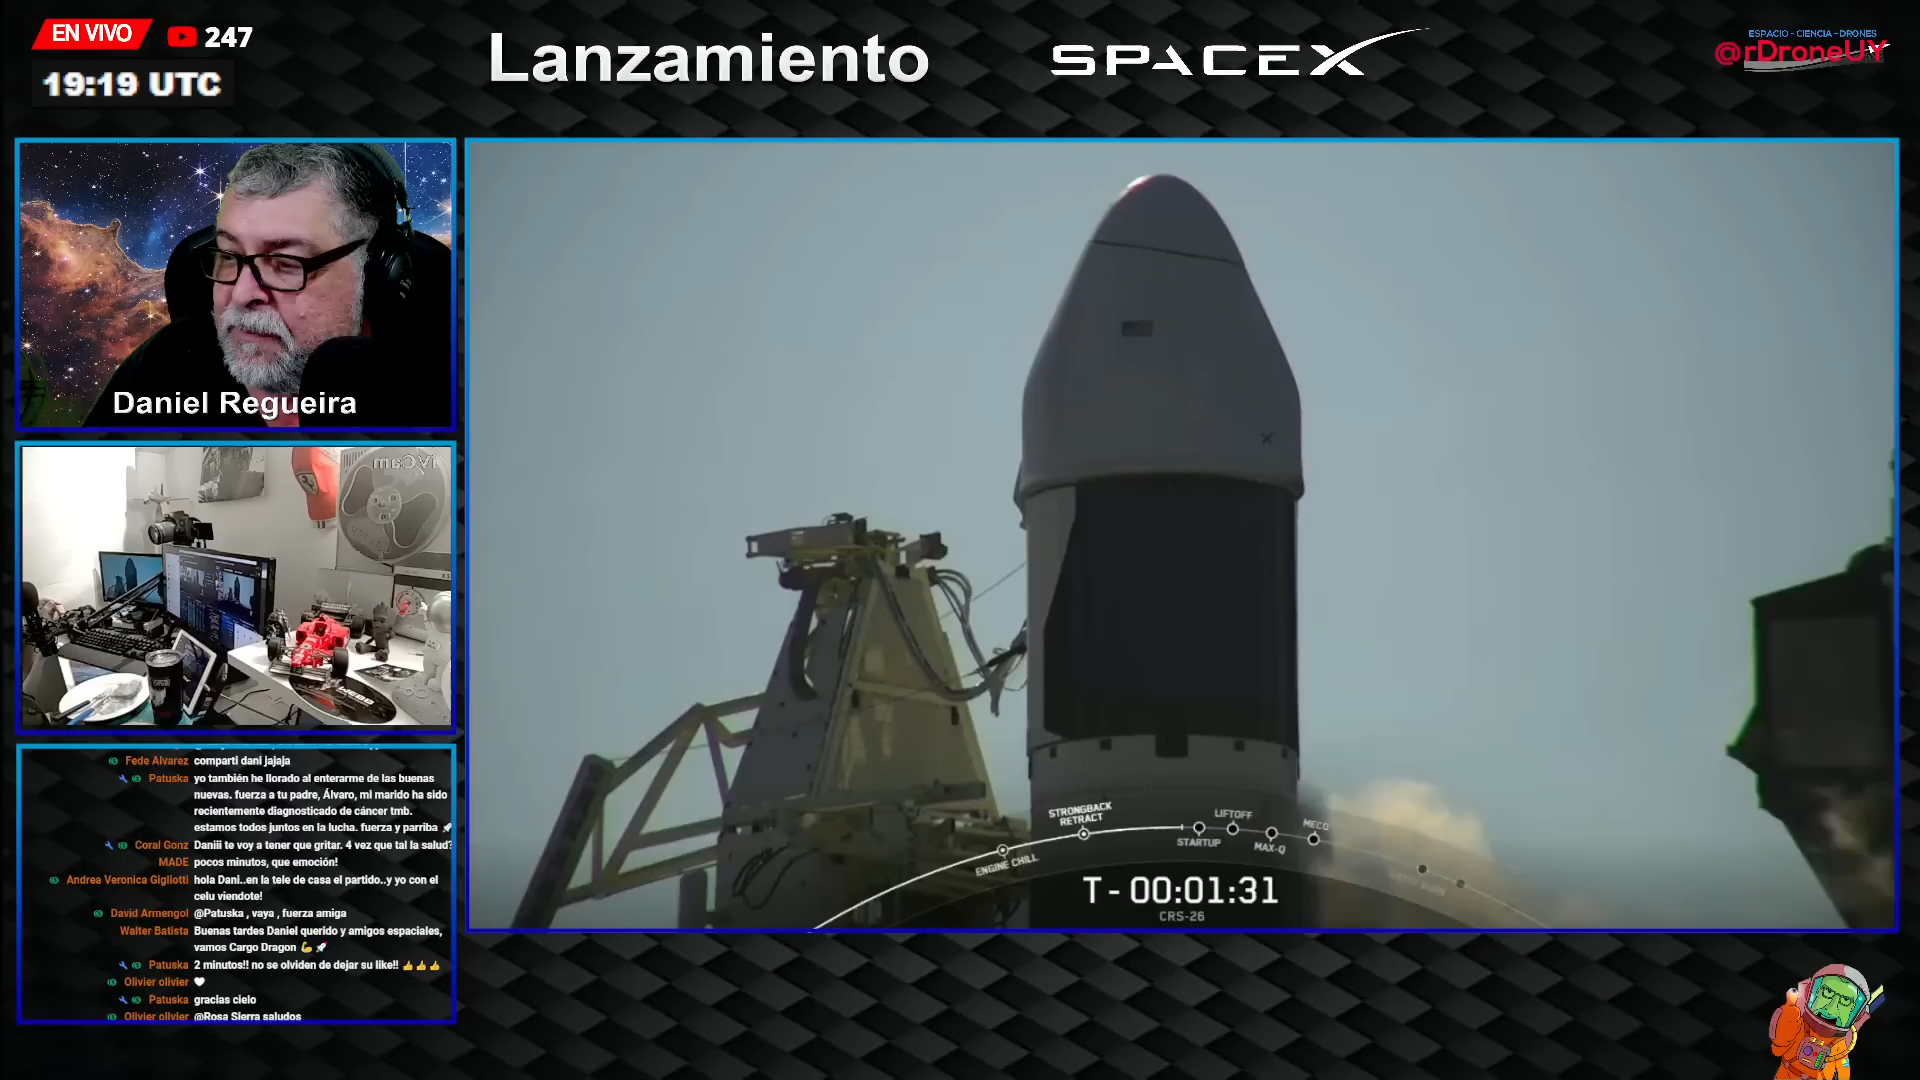 EN VIVO
247
19:19 UTC
Lanzamiento
SPACEX
ESPACIO - CIENCIA - DRONES
@rDroneUY
Daniel Regueira
iVCam
Fede Alvarez comparti dani jajaja
Patuska yo también he llorado al enterarme de las buenas
nuevas. fuerza a tu padre, Álvaro, mi marido ha sido
recientemente diagnosticado de cáncer tmb.
estamos todos juntos en la lucha. fuerza y parriba 🚀
Coral Gonz Daniii te voy a tener que gritar. 4 vez que tal la salud?
MADE pocos minutos, que emoción!
Andrea Veronica Gigliotti hola Dani..en la tele de casa el partido..y yo con el
celu viendote!
David Armengol @Patuska , vaya , fuerza amiga
Walter Batista Buenas tardes Daniel querido y amigos espaciales,
vamos Cargo Dragon 💪 🚀
Patuska 2 minutos!! no se olviden de dejar su like!! 👍👍👍
Olivier olivier 🤍
Patuska gracias cielo
Olivier olivier @Rosa Sierra saludos
ENGINE CHILL
STRONGBACK
RETRACT
STARTUP
LIFTOFF
MAX-Q
MECO
T - 00:01:31
CRS-26